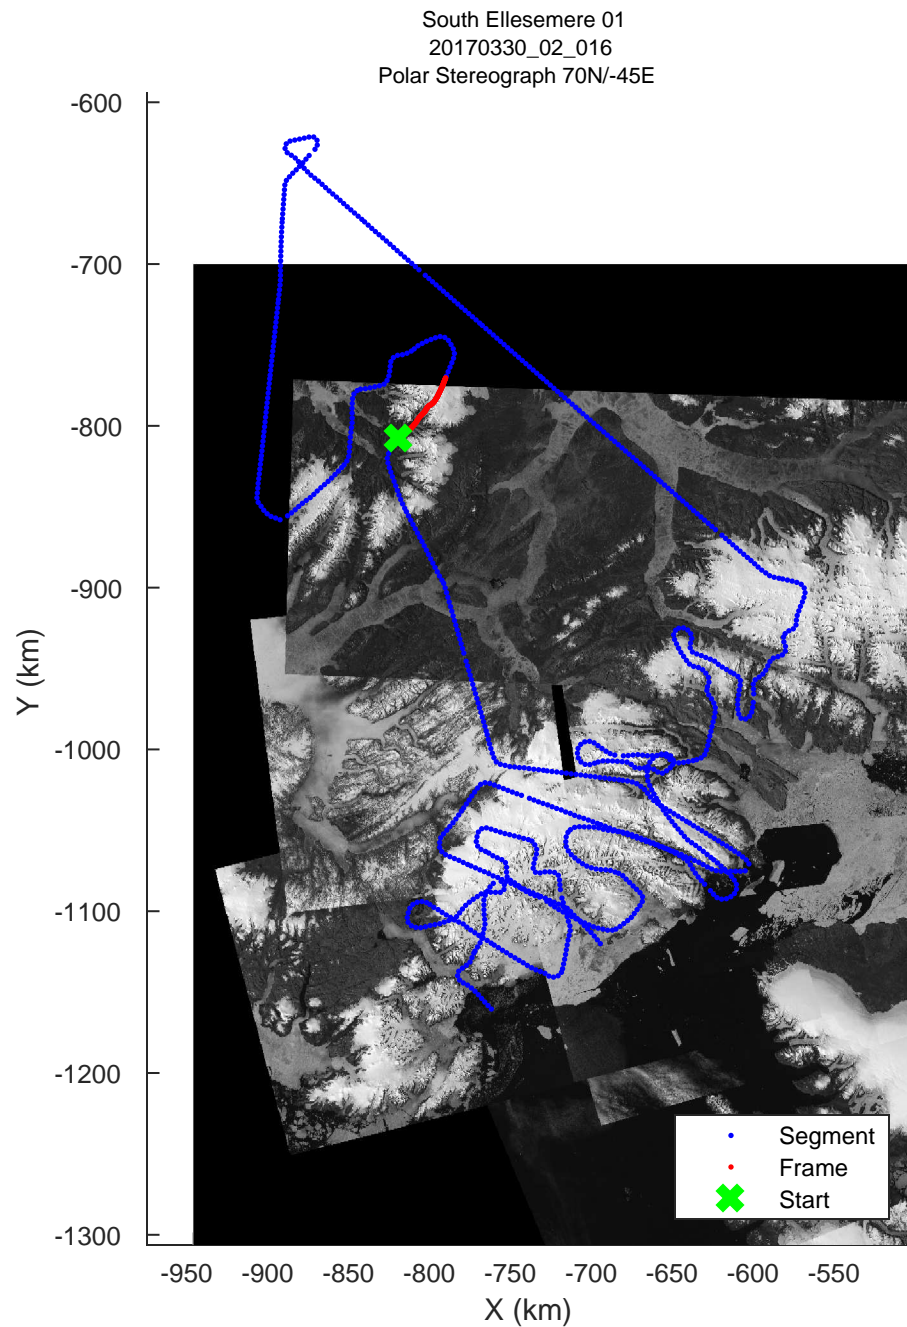 South Ellesemere 01
20170330_02_016
Polar Stereograph 70N/-45E
-600
-700
-800
-900
-1000
-1100
-1200
-1300
Y (km)
-950 -900 -850 -800 -750 -700 -650 -600 -550
X (km)
Segment
Frame
Start